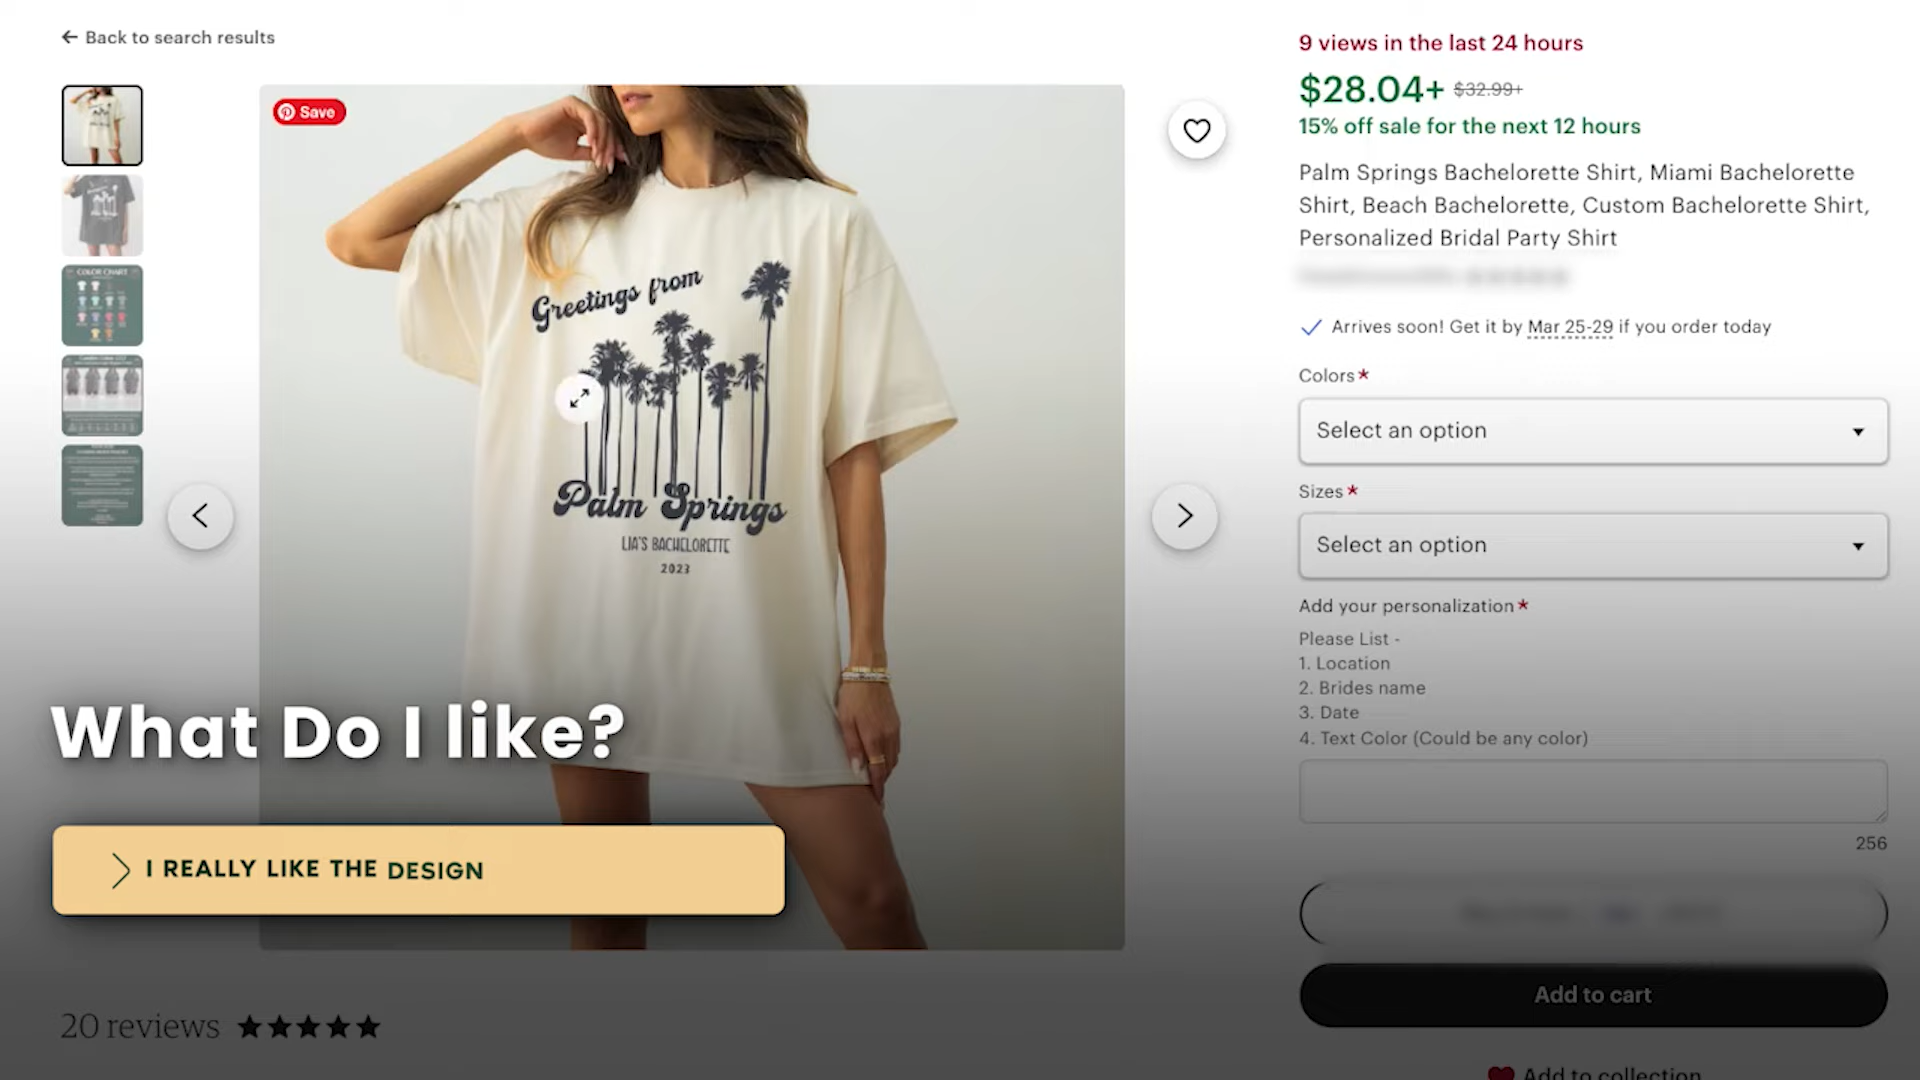 Back to search results
Save
COLOR CHART
Greetings from
Palm Springs
LIA'S BACHELORETTE
2023
What Do I like?
I REALLY LIKE THE DESIGN
20 reviews
9 views in the last 24 hours
$28.04+ $32.99+
15% off sale for the next 12 hours
Palm Springs Bachelorette Shirt, Miami Bachelorette
Shirt, Beach Bachelorette, Custom Bachelorette Shirt,
Personalized Bridal Party Shirt
Arrives soon! Get it by Mar 25-29 if you order today
Colors*
Select an option
Sizes*
Select an option
Add your personalization*
Please List -
1. Location
2. Brides name
3. Date
4. Text Color (Could be any color)
256
Add to cart
Add to collection